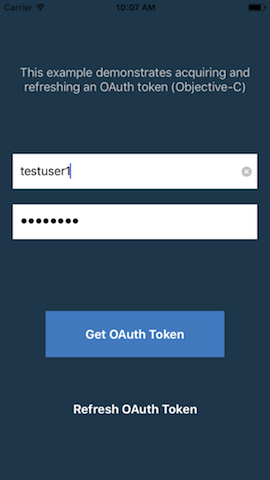 Carrier 10:07 AM
This example demonstrates acquiring and
refreshing an OAuth token (Objective-C)
testuser1
••••••••
Get OAuth Token
Refresh OAuth Token